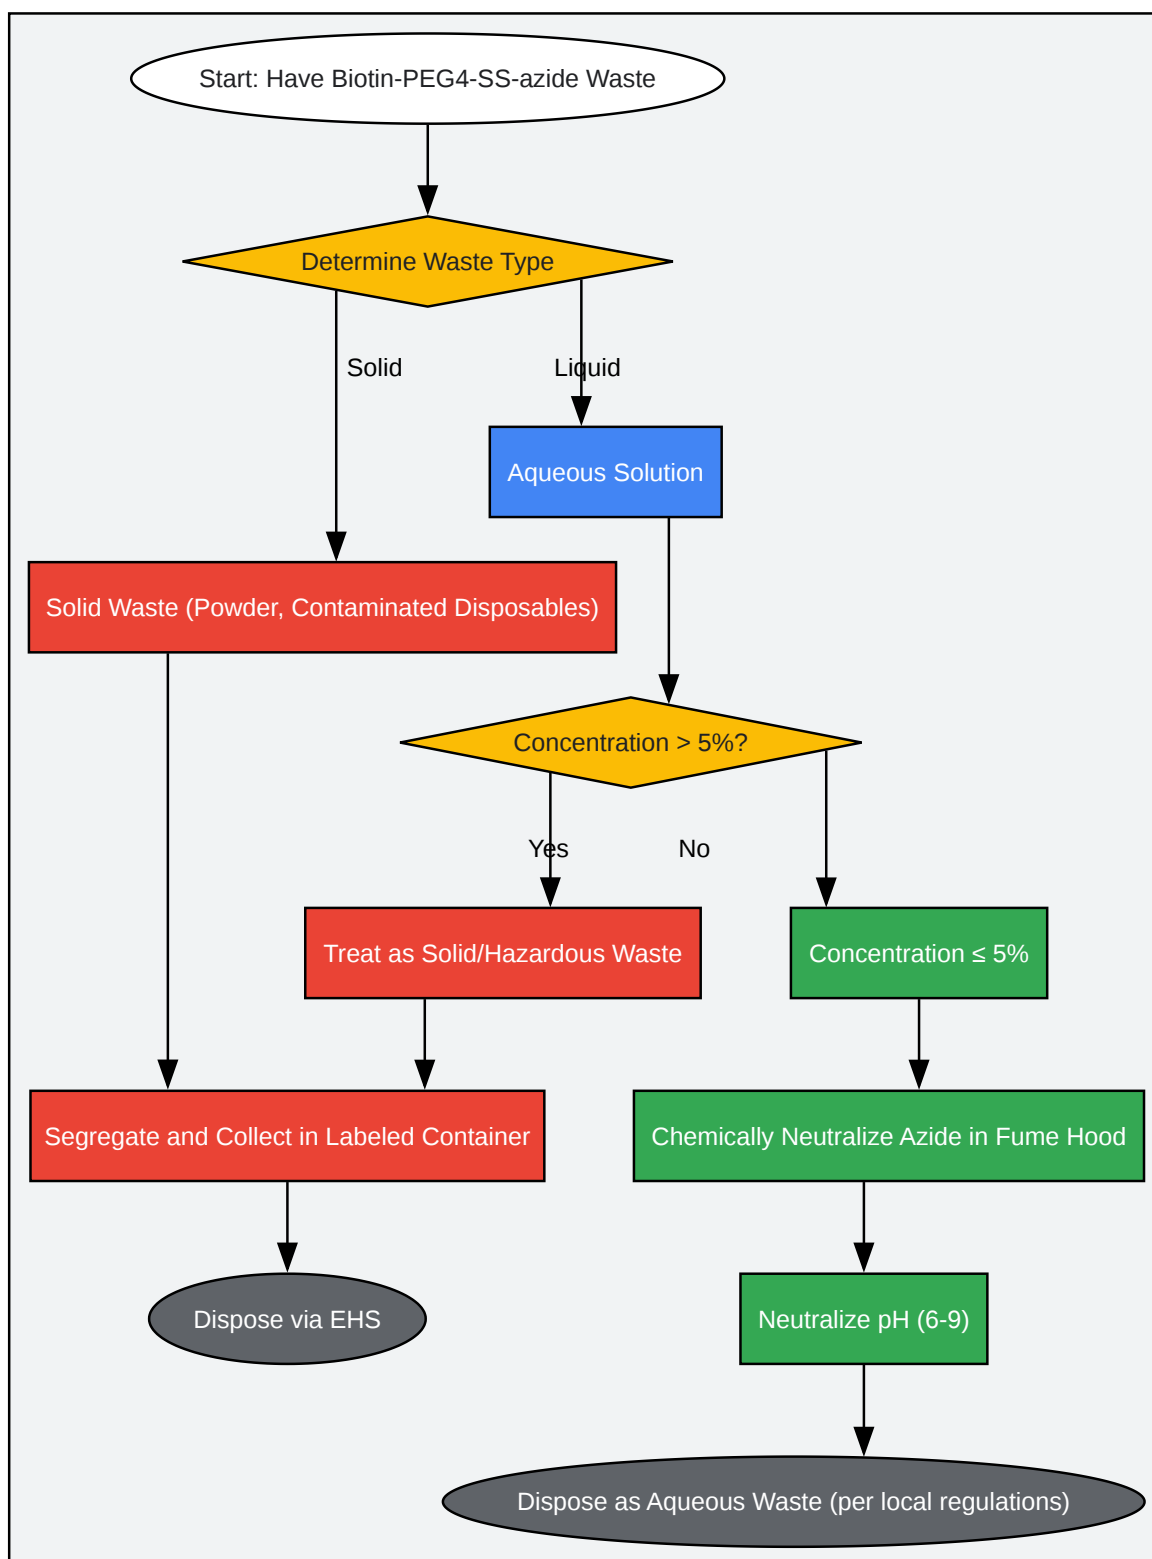 Start: Have Biotin-PEG4-SS-azide Waste
Determine Waste Type
Solid
Liquid
Aqueous Solution
Solid Waste (Powder, Contaminated Disposables)
Concentration > 5%?
Yes
No
Treat as Solid/Hazardous Waste
Concentration ≤ 5%
Segregate and Collect in Labeled Container
Chemically Neutralize Azide in Fume Hood
Dispose via EHS
Neutralize pH (6-9)
Dispose as Aqueous Waste (per local regulations)